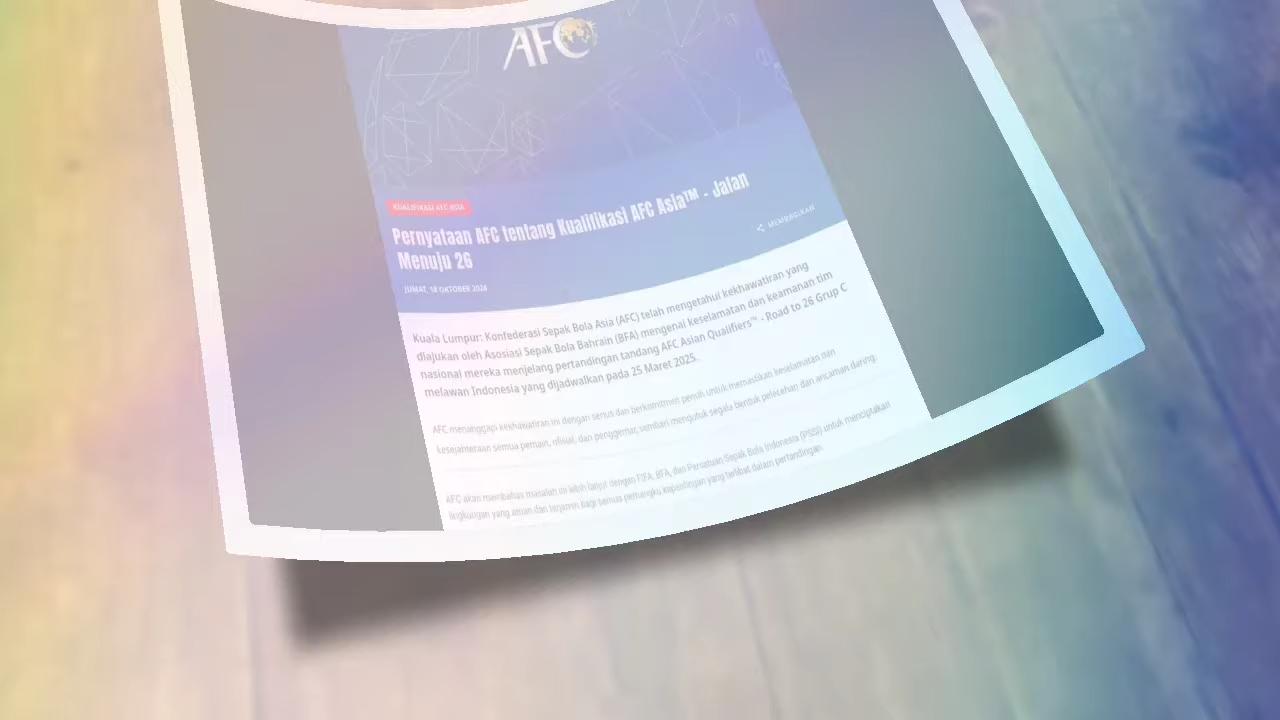 AFC
KUALIFIKASI AFC ASIA
Pernyataan AFC tentang Kualifikasi AFC Asia™ - Jalan
Menuju 26
MEMBAGIKAN
JUMAT, 18 OKTOBER 2024
Kuala Lumpur: Konfederasi Sepak Bola Asia (AFC) telah mengetahui kekhawatiran yang
diajukan oleh Asosiasi Sepak Bola Bahrain (BFA) mengenai keselamatan dan keamanan tim
nasional mereka menjelang pertandingan tandang AFC Asian Qualifiers™ - Road to 26 Grup C
melawan Indonesia yang dijadwalkan pada 25 Maret 2025.
AFC menanggapi kekhawatiran ini dengan serius dan berkomitmen penuh untuk memastikan keselamatan dan
kesejahteraan semua pemain, ofisial, dan penggemar, sembari mengutuk segala bentuk pelecehan dan ancaman daring.
AFC akan membahas masalah ini lebih lanjut dengan FIFA, BFA, dan Persatuan Sepak Bola Indonesia (PSSI) untuk menciptakan
lingkungan yang aman dan terjamin bagi semua pemangku kepentingan yang terlibat dalam pertandingan.